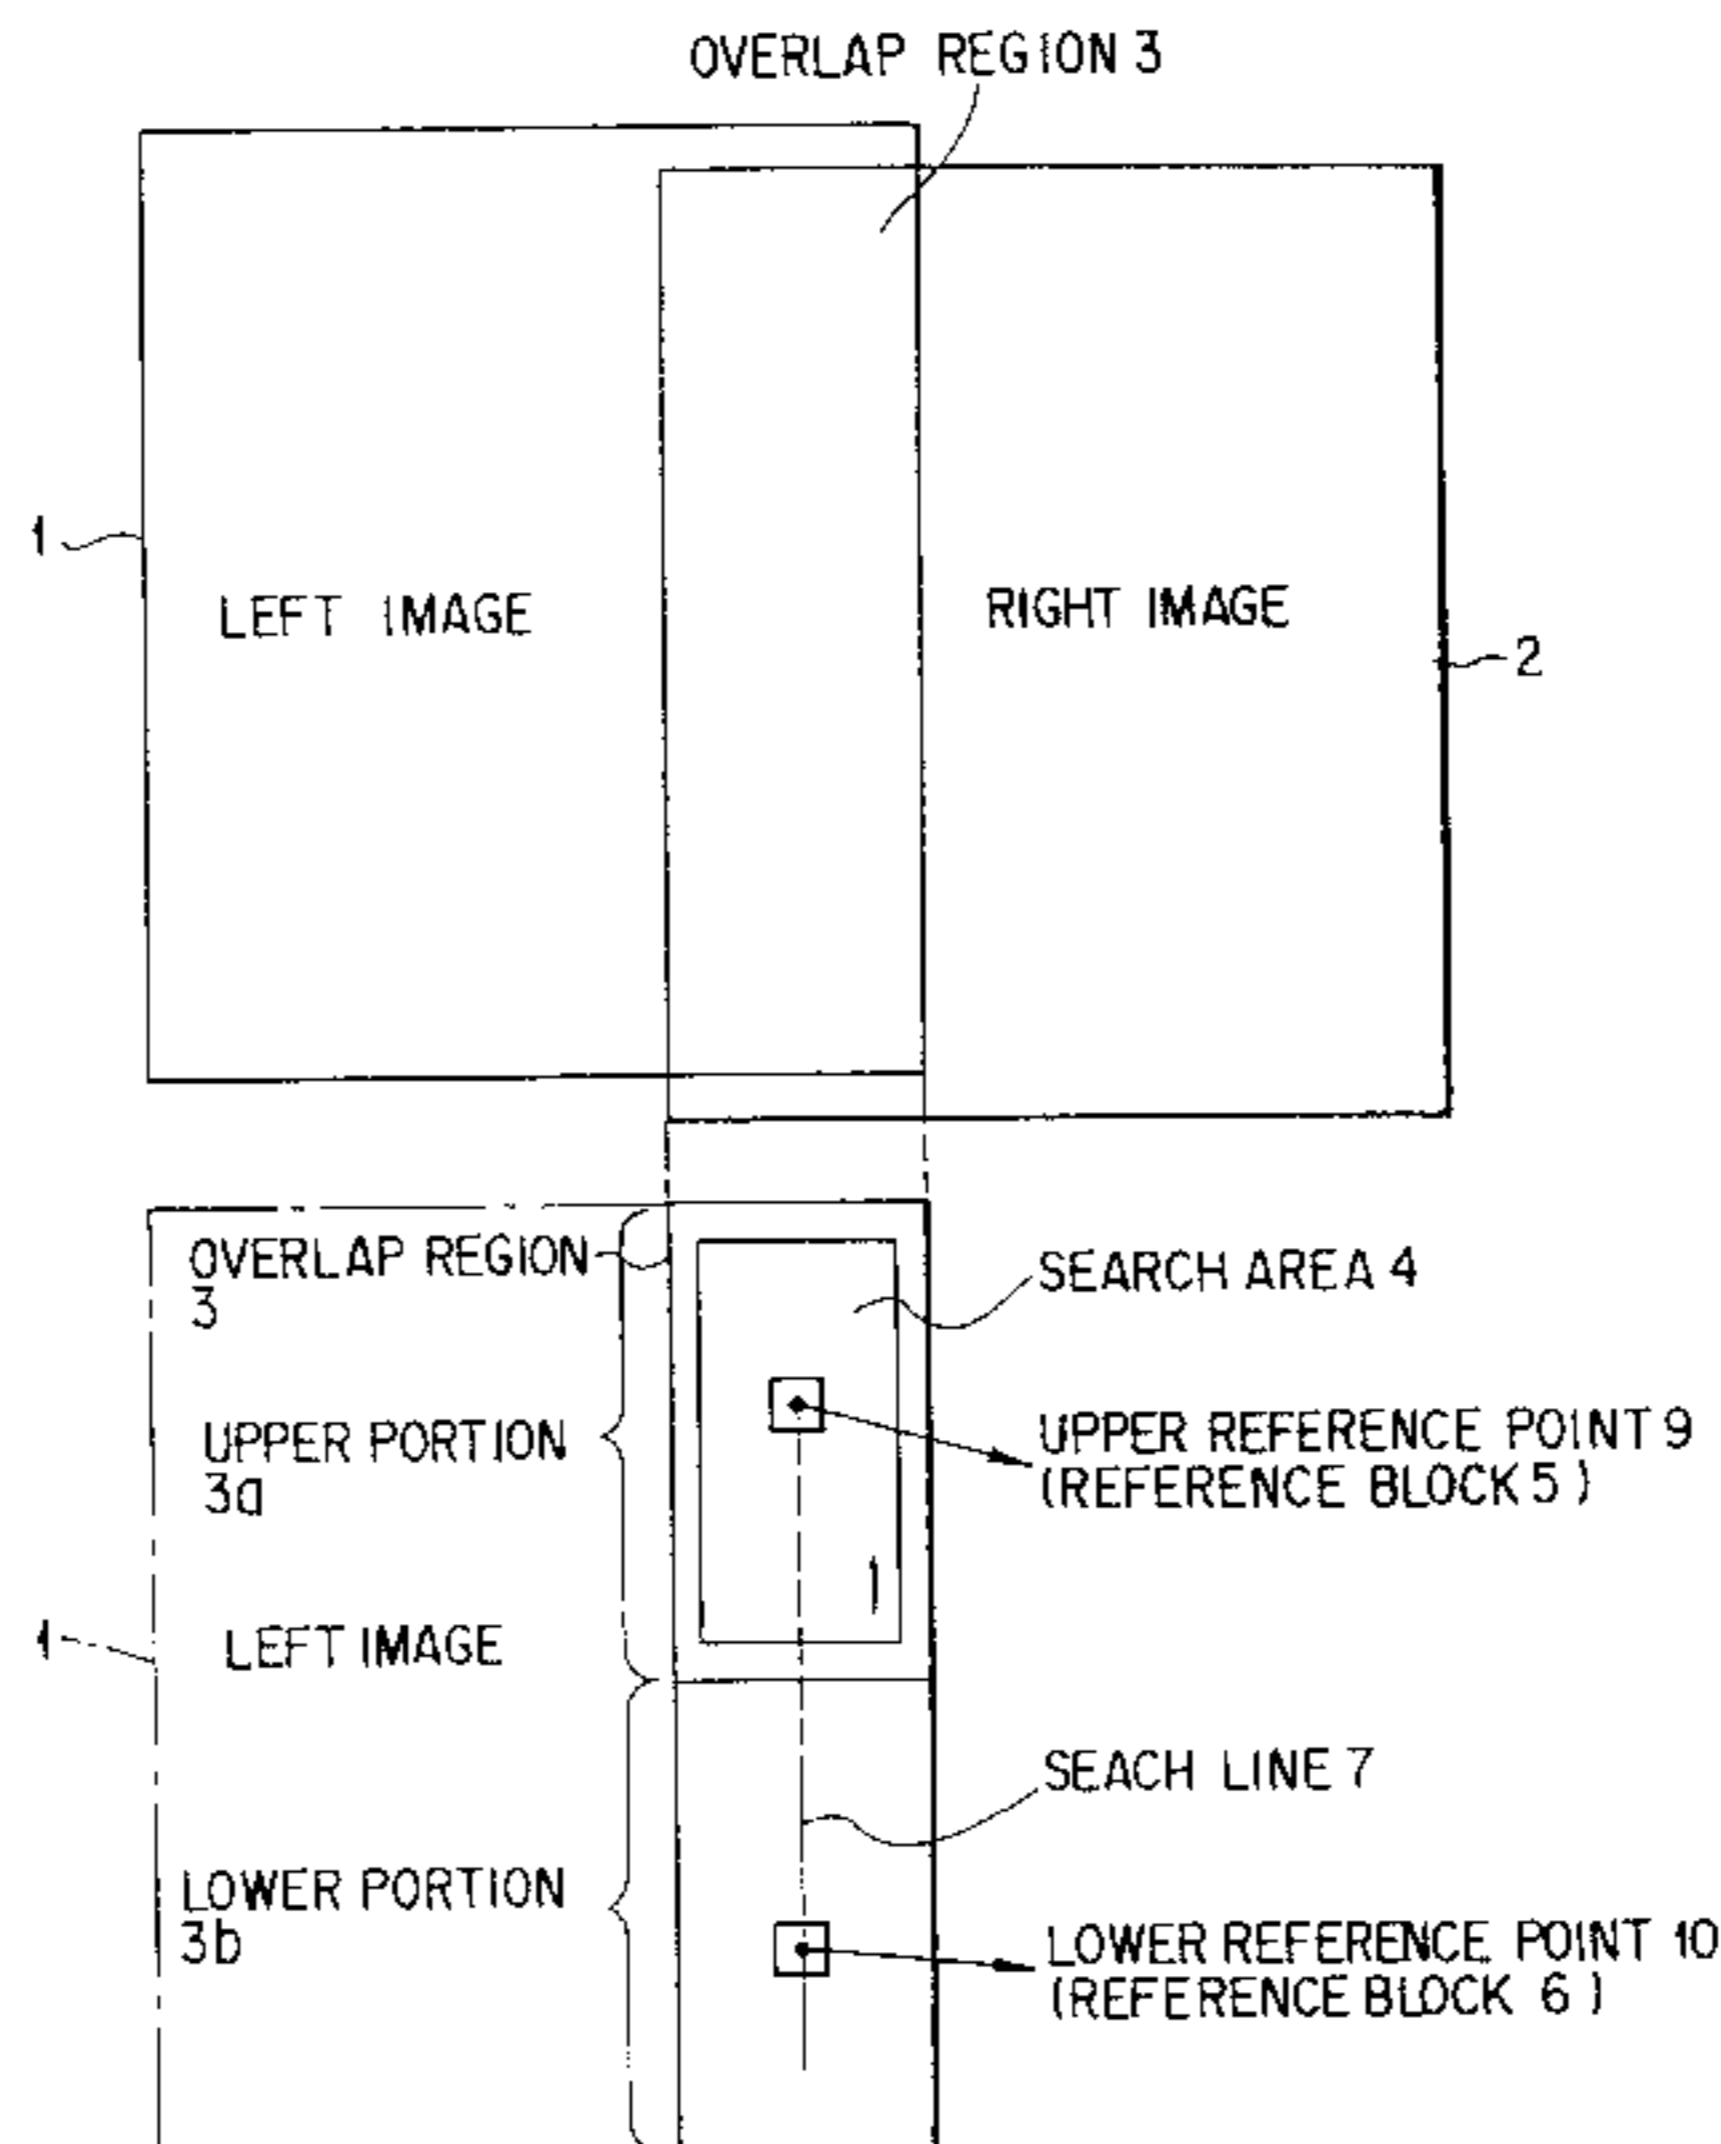 OVERLAP REGION 3
1
LEFT IMAGE
RIGHT IMAGE
2
OVERLAP REGION
3
SEARCH AREA 4
UPPER PORTION
3a
UPPER REFERENCE POINT 9
(REFERENCE BLOCK 5)
1
LEFT IMAGE
SEACH LINE 7
LOWER PORTION
3b
LOWER REFERENCE POINT 10
(REFERENCE BLOCK 6)